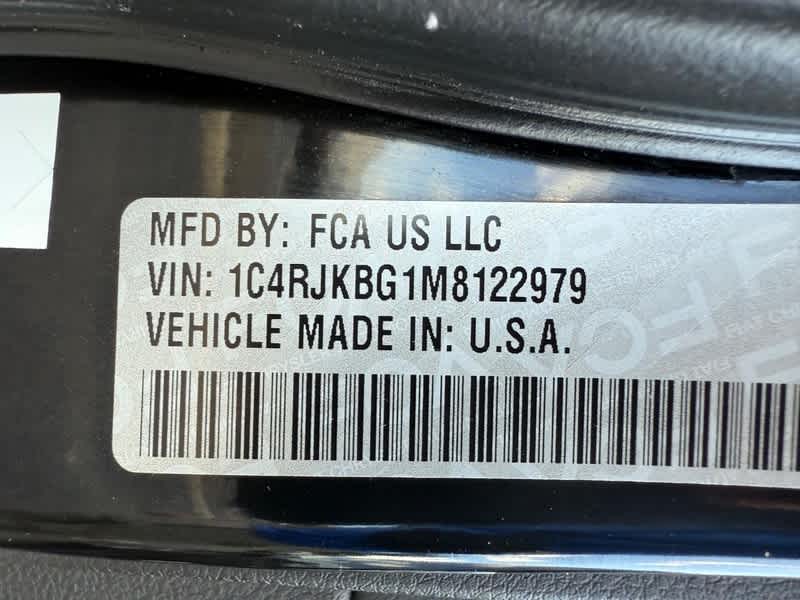 MFD BY: FCA US LLC
VIN: 1C4RJKBG1M8122979
VEHICLE MADE IN: U.S.A.